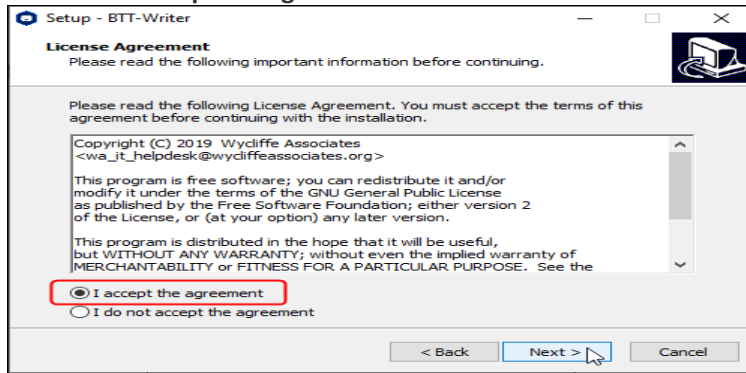 Setup - BTT-Writer
License Agreement
Please read the following important information before continuing.
Please read the following License Agreement. You must accept the terms of this
agreement before continuing with the installation.
Copyright (C) 2019 Wycliffe Associates
<wa_it_helpdesk@wycliffeassociates.org>
This program is free software; you can redistribute it and/or
modify it under the terms of the GNU General Public License
as published by the Free Software Foundation; either version 2
of the License, or (at your option) any later version.
This program is distributed in the hope that it will be useful,
but WITHOUT ANY WARRANTY; without even the implied warranty of
MERCHANTABILITY or FITNESS FOR A PARTICULAR PURPOSE. See the
I accept the agreement
I do not accept the agreement
< Back Next > Cancel